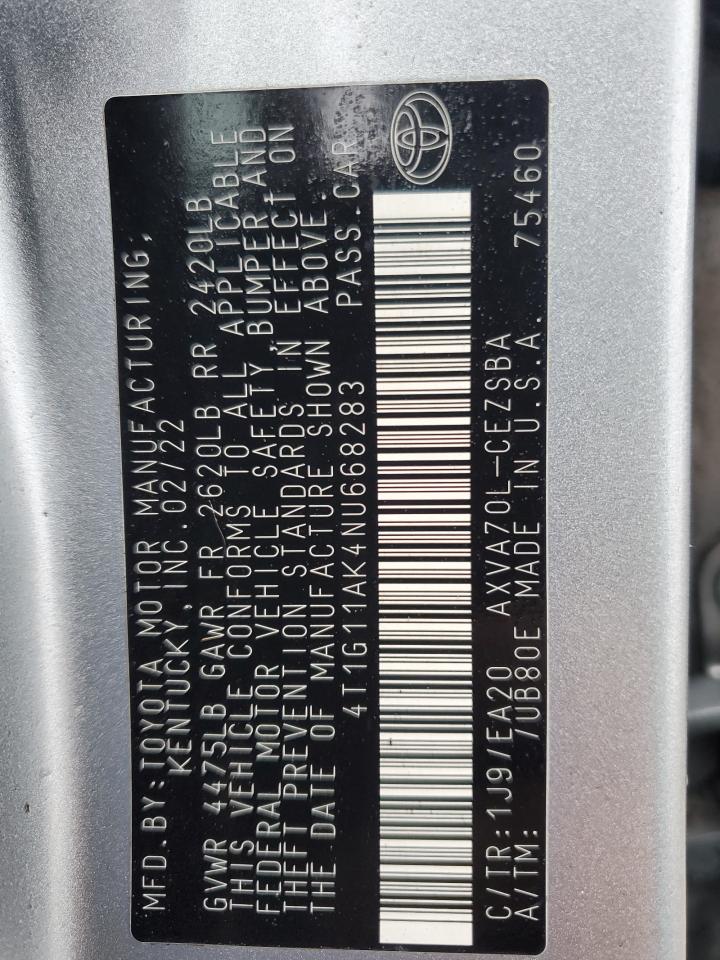 MFD.BY:TOYOTA MOTOR MANUFACTURING,
KENTUCKY, INC.02/22
GVWR 4475LB GAWR FR 2620LB RR 2420LB
THIS VEHICLE CONFORMS TO ALL APPLICABLE
FEDERAL MOTOR VEHICLE SAFETY, BUMPER, AND
THEFT PREVENTION STANDARDS IN EFFECT ON
THE DATE OF MANUFACTURE SHOWN ABOVE.
4T1G11AK4NU668283 PASS.CAR
C/TR:1J9/EA20 AXVA70L-CEZSBA
A/TM: /UB80E MADE IN U.S.A. 75460